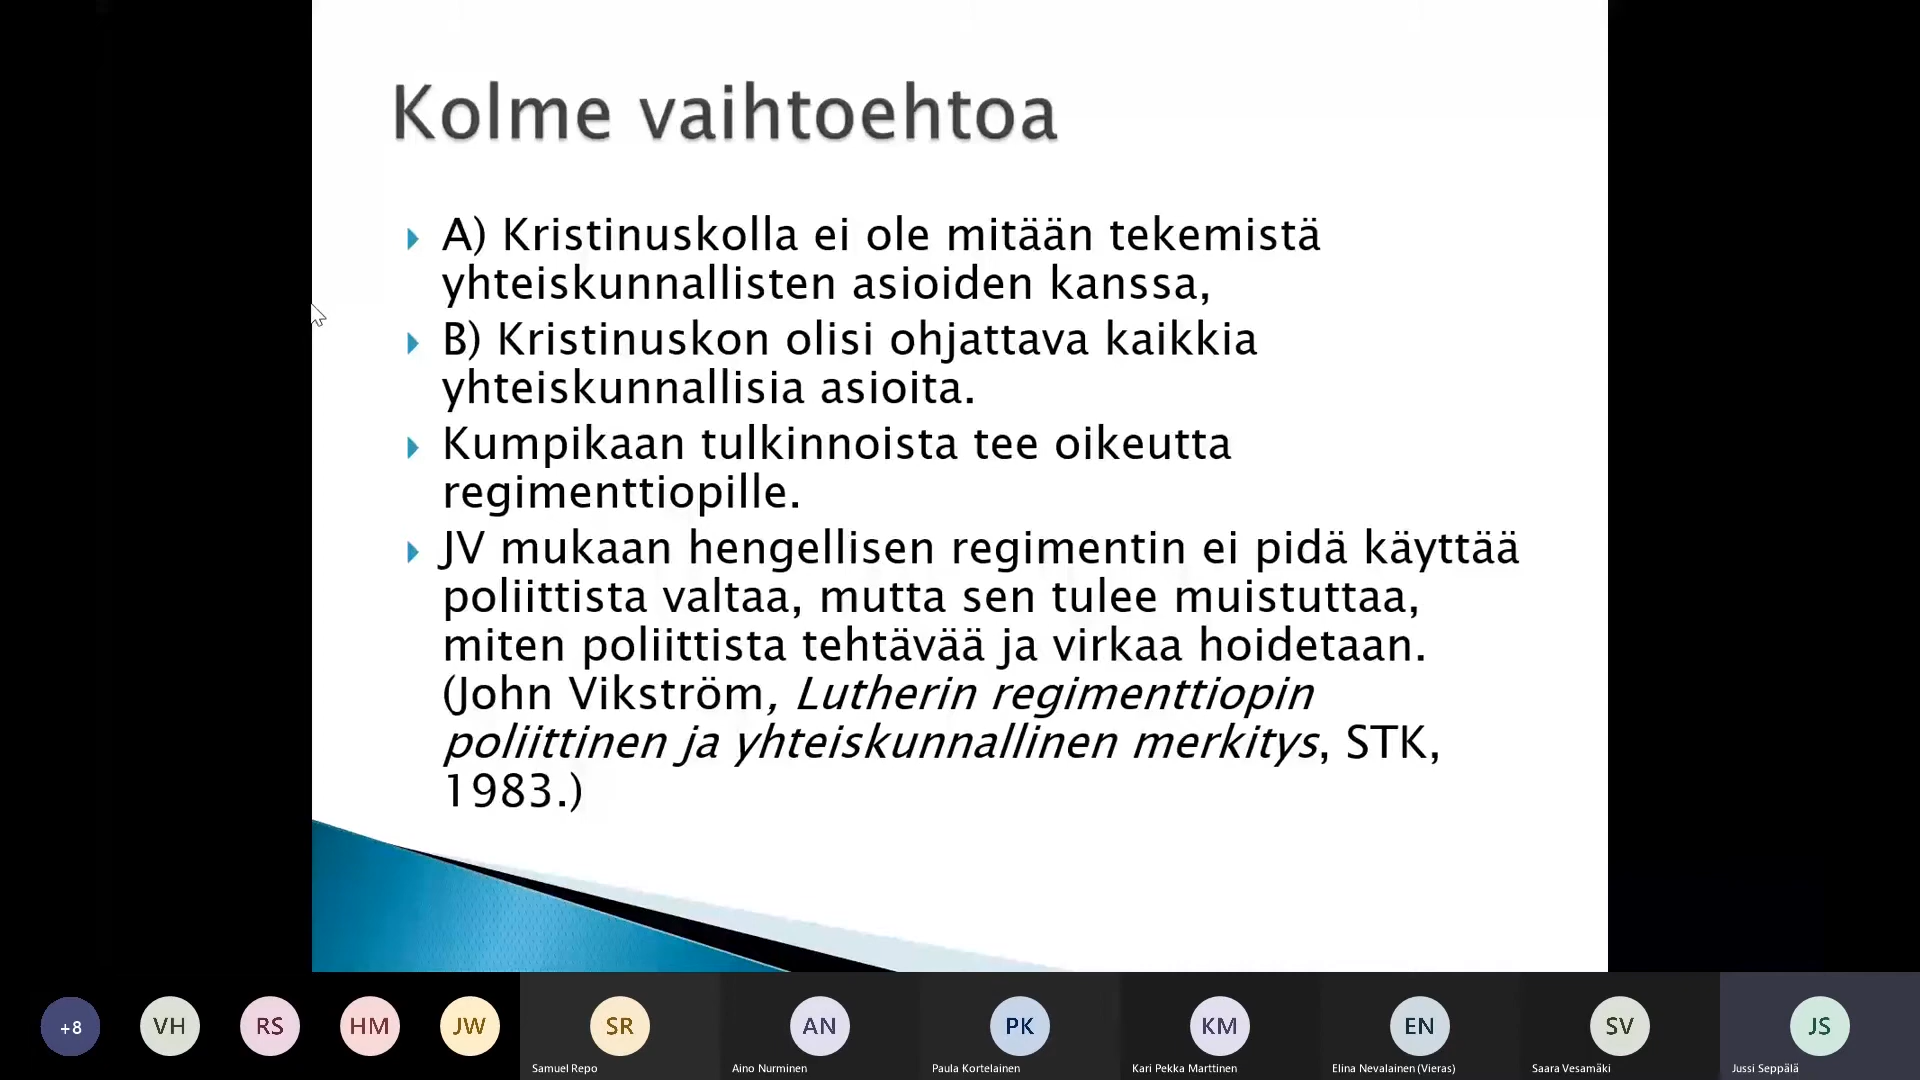 Kolme vaihtoehtoa
A) Kristinuskolla ei ole mitään tekemistä
yhteiskunnallisten asioiden kanssa,
B) Kristinuskon olisi ohjattava kaikkia
yhteiskunnallisia asioita.
Kumpikaan tulkinnoista tee oikeutta
regimenttiopille.
JV mukaan hengellisen regimentin ei pidä käyttää
poliittista valtaa, mutta sen tulee muistuttaa,
miten poliittista tehtävää ja virkaa hoidetaan.
(John Vikström, Lutherin regimenttiopin
poliittinen ja yhteiskunnallinen merkitys, STK,
1983.)
+8 VH RS HM JW SR AN PK KM EN SV JS
Samuel Repo Aino Nurminen Paula Kortelainen Kari Pekka Marttinen Elina Nevalainen (Vieras) Saara Vesamäki Jussi Seppälä